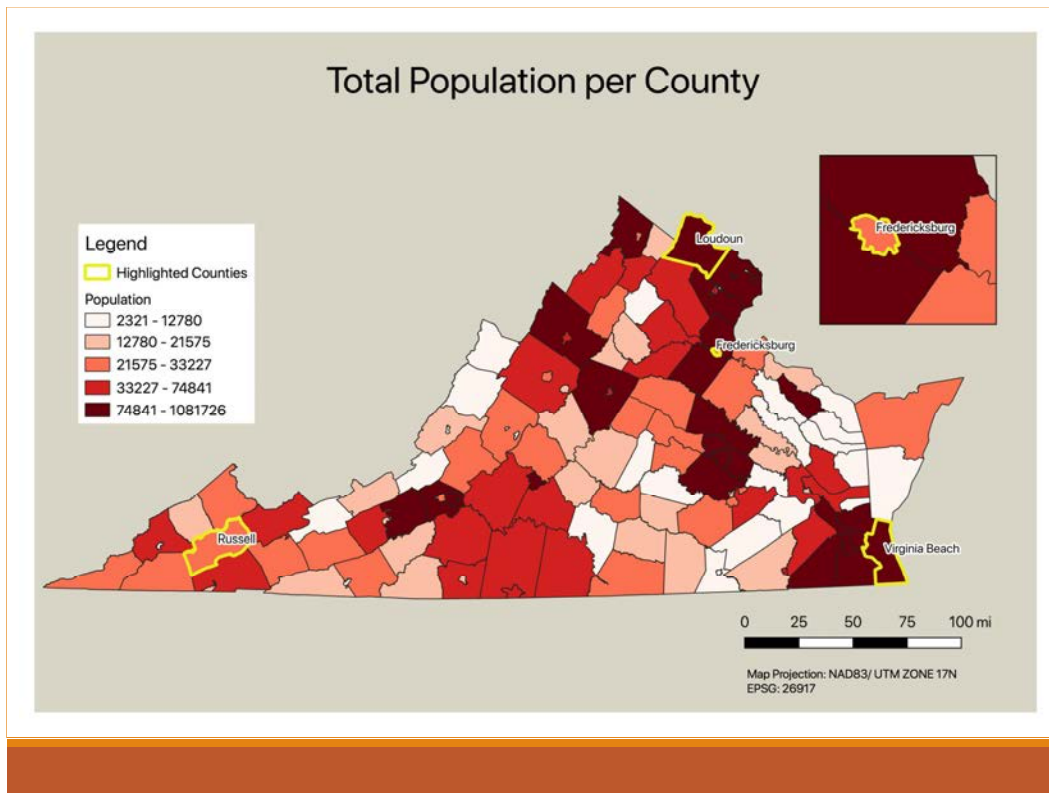 Total Population per County
Legend
Highlighted Counties
Population
2321 - 12780
12780 - 21575
21575 - 33227
33227 - 74841
74841 - 1081726
Fredericksburg
Loudoun
Fredericksburg
Russell
Virginia Beach
0 25 50 75 100 mi
Map Projection: NAD83/ UTM ZONE 17N
EPSG: 26917